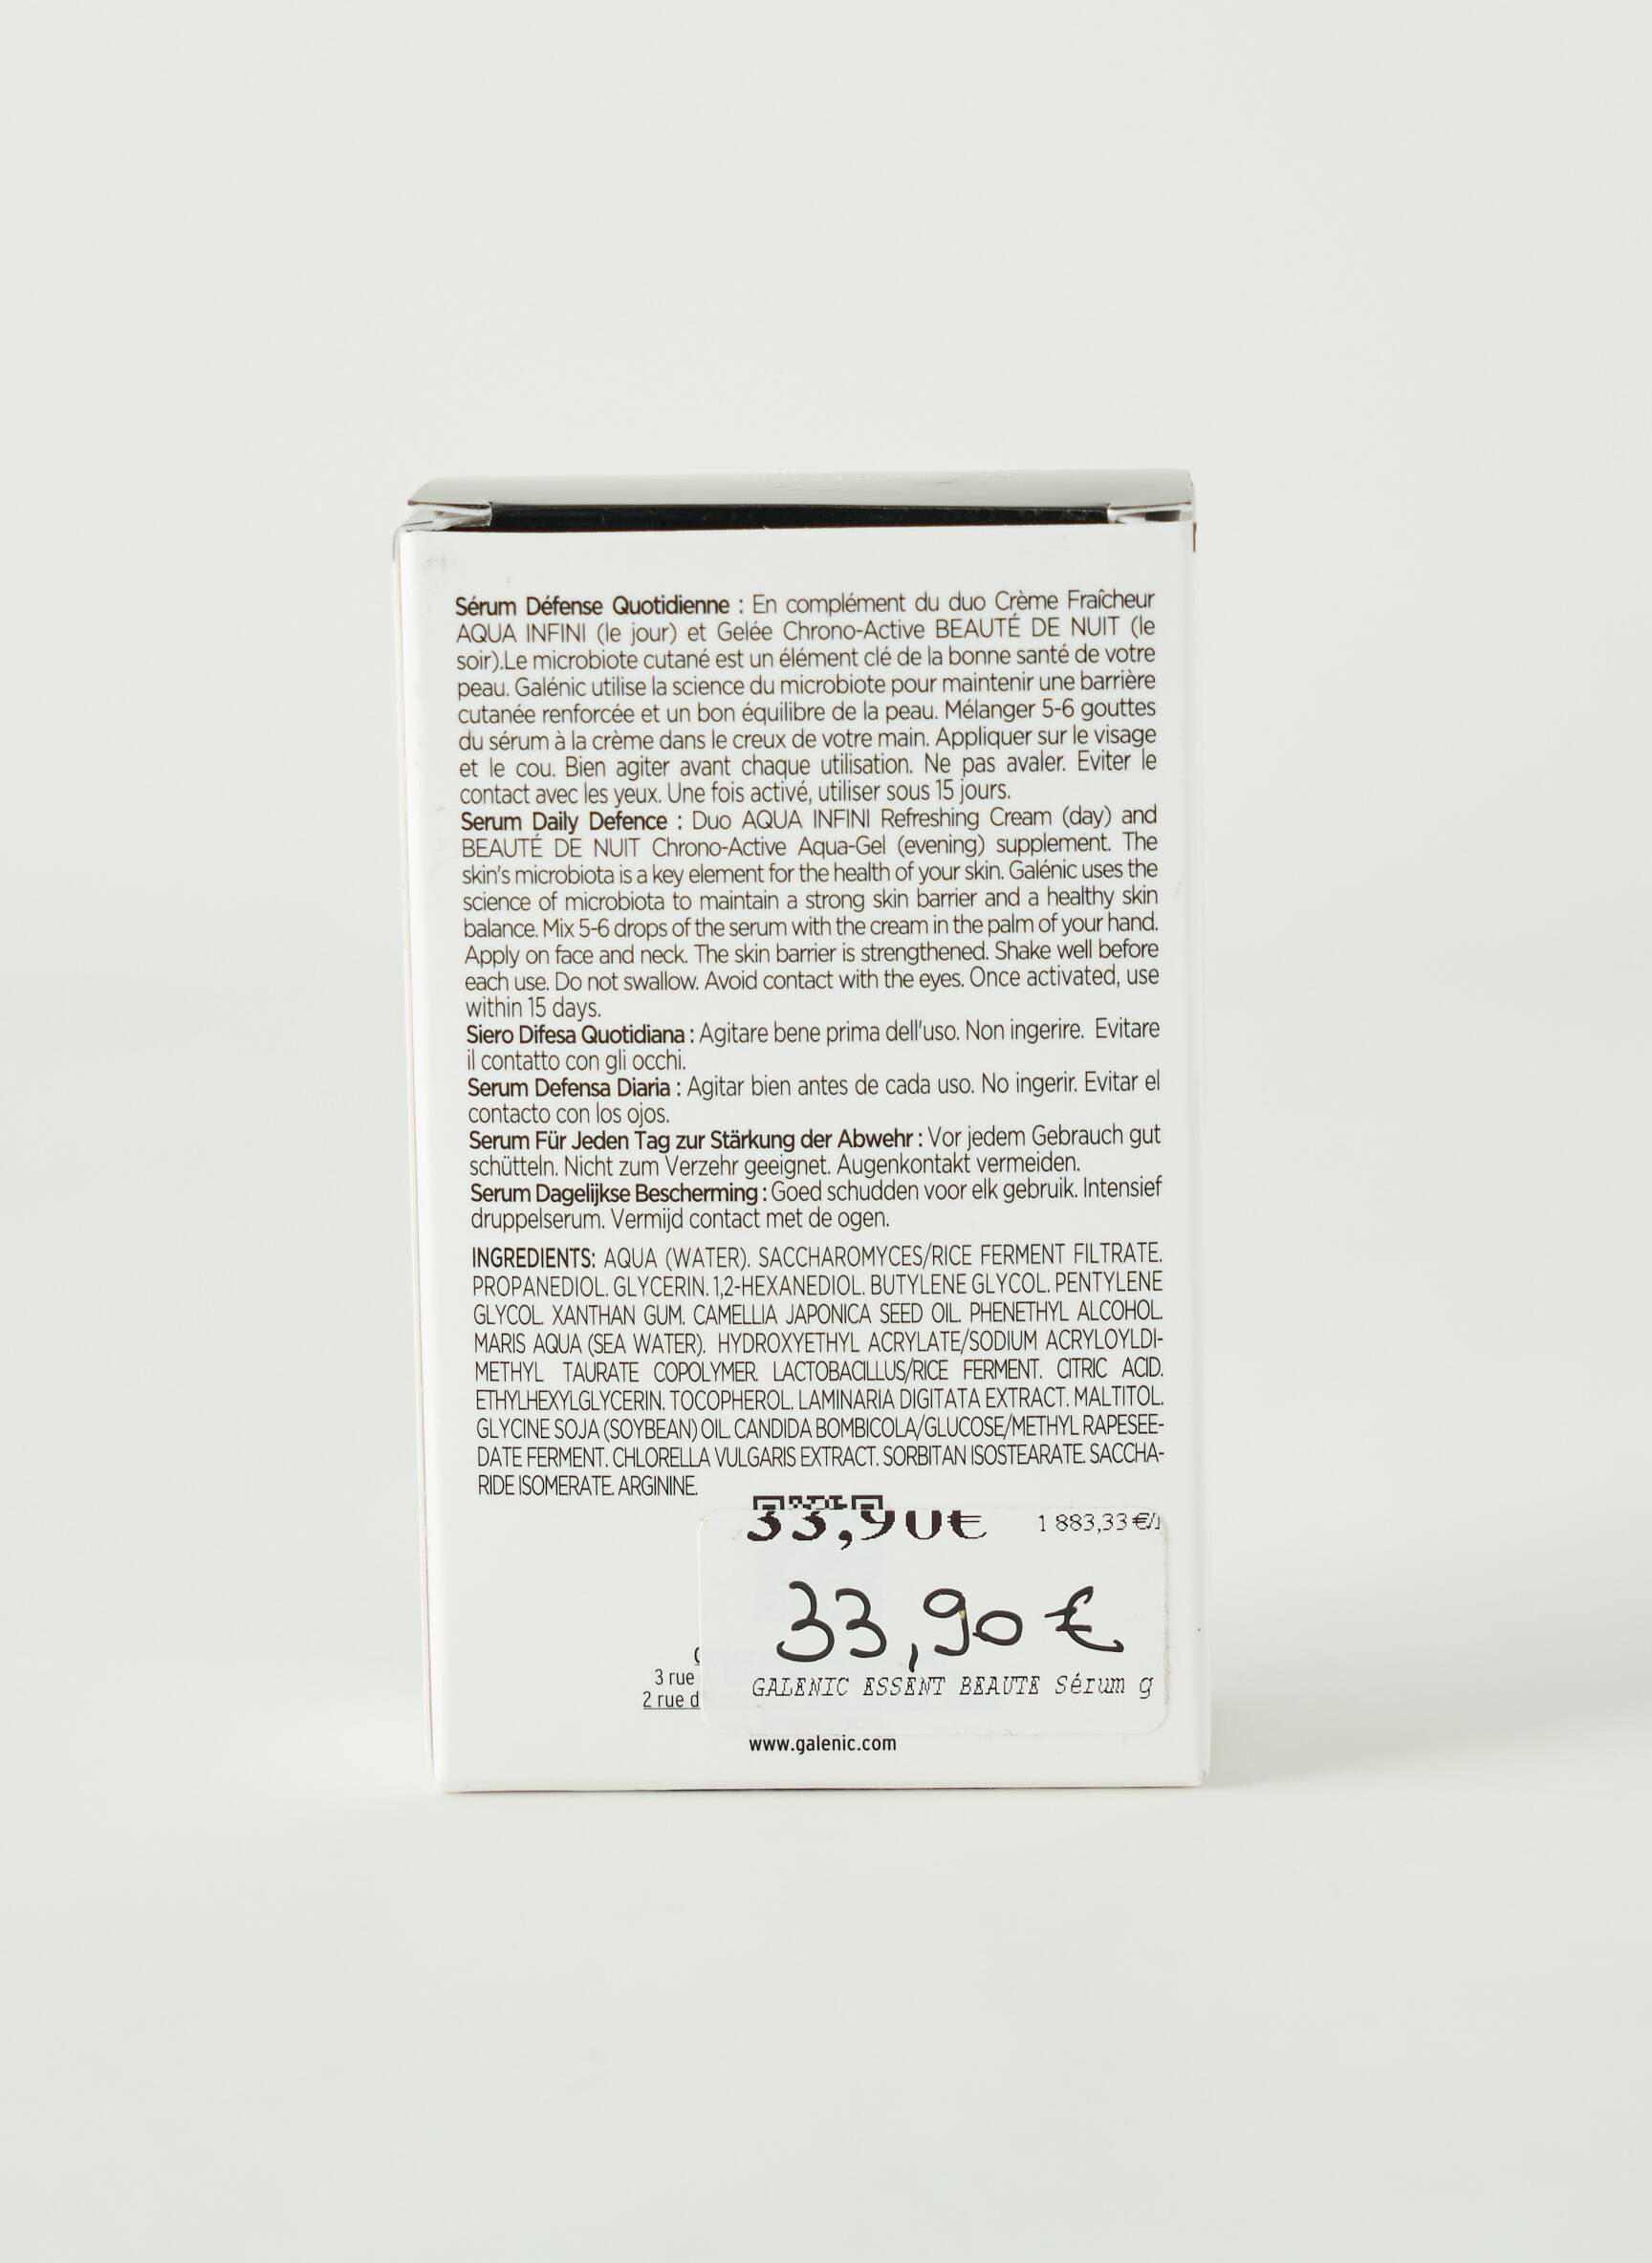 Sérum Défense Quotidienne : En complément du duo Crème Fraîcheur
AQUA INFINI (le jour) et Gelée Chrono-Active BEAUTÉ DE NUIT (le
soir).Le microbiote cutané est un élément clé de la bonne santé de votre
peau. Galénic utilise la science du microbiote pour maintenir une barrière
cutanée renforcée et un bon équilibre de la peau. Mélanger 5-6 gouttes
du sérum à la crème dans le creux de votre main. Appliquer sur le visage
et le cou. Bien agiter avant chaque utilisation. Ne pas avaler. Eviter le
contact avec les yeux. Une fois activé, utiliser sous 15 jours.
Serum Daily Defence : Duo AQUA INFINI Refreshing Cream (day) and
BEAUTÉ DE NUIT Chrono-Active Aqua-Gel (evening) supplement. The
skin's microbiota is a key element for the health of your skin. Galénic uses the
science of microbiota to maintain a strong skin barrier and a healthy skin
balance. Mix 5-6 drops of the serum with the cream in the palm of your hand.
Apply on face and neck. The skin barrier is strengthened. Shake well before
each use. Do not swallow. Avoid contact with the eyes. Once activated, use
within 15 days.
Siero Difesa Quotidiana : Agitare bene prima dell'uso. Non ingerire. Evitare
il contatto con gli occhi.
Serum Defensa Diaria : Agitar bien antes de cada uso. No ingerir. Evitar el
contacto con los ojos.
Serum Für Jeden Tag zur Stärkung der Abwehr : Vor jedem Gebrauch gut
schütteln. Nicht zum Verzehr geeignet. Augenkontakt vermeiden.
Serum Dagelijkse Bescherming : Goed schudden voor elk gebruik. Intensief
druppelserum. Vermijd contact met de ogen.
INGREDIENTS: AQUA (WATER). SACCHAROMYCES/RICE FERMENT FILTRATE.
PROPANEDIOL. GLYCERIN. 1,2-HEXANEDIOL. BUTYLENE GLYCOL. PENTYLENE
GLYCOL. XANTHAN GUM. CAMELLIA JAPONICA SEED OIL. PHENETHYL ALCOHOL.
MARIS AQUA (SEA WATER). HYDROXYETHYL ACRYLATE/SODIUM ACRYLOYLDI-
METHYL TAURATE COPOLYMER. LACTOBACILLUS/RICE FERMENT. CITRIC ACID.
ETHYLHEXYLGLYCERIN. TOCOPHEROL. LAMINARIA DIGITATA EXTRACT. MALTITOL.
GLYCINE SOJA (SOYBEAN) OIL. CANDIDA BOMBICOLA/GLUCOSE/METHYL RAPESEE-
DATE FERMENT. CHLORELLA VULGARIS EXTRACT. SORBITAN ISOSTEARATE. SACCHA-
RIDE ISOMERATE. ARGININE.
33,90€ 1 883,33 €/l
33,90 €
3 rue
2 rue d
GALENIC ESSENT BEAUTE Sérum g
www.galenic.com